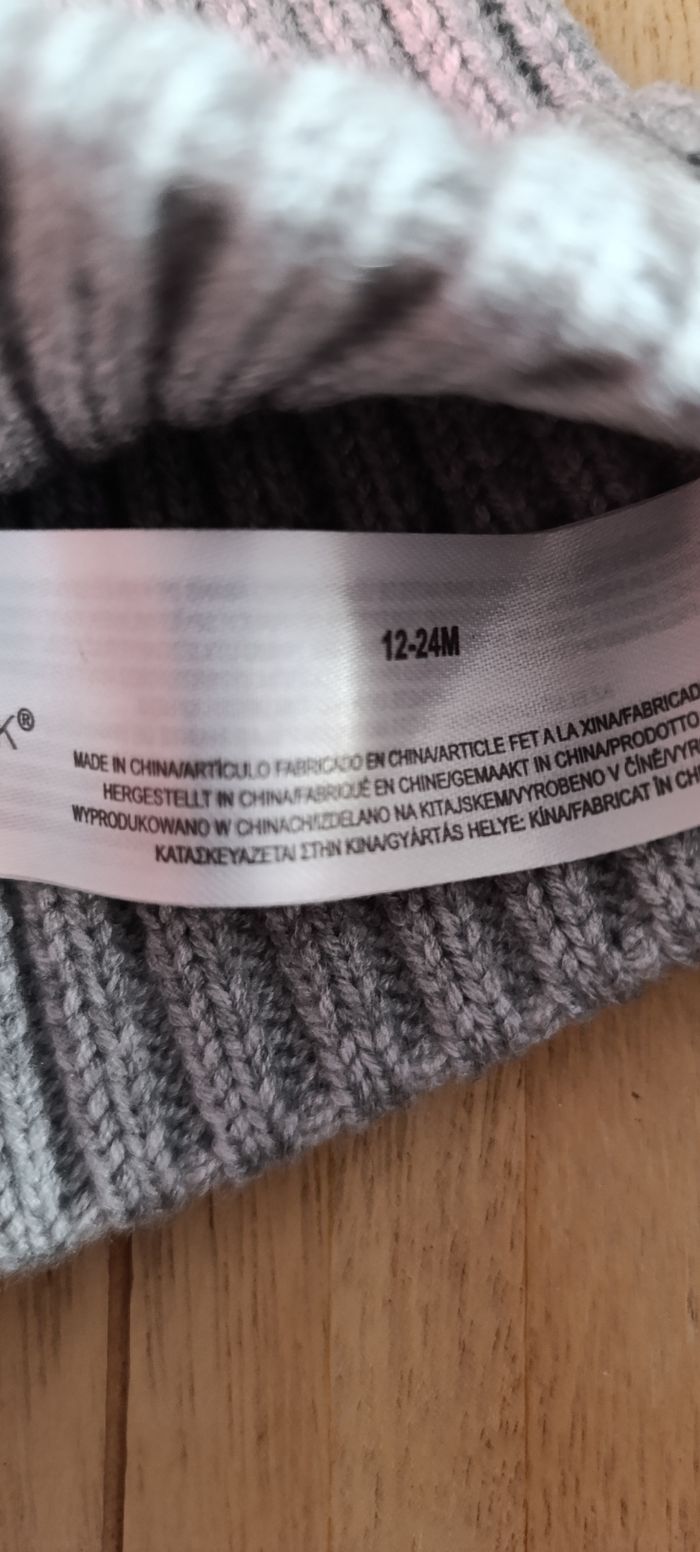 12-24M
®
MADE IN CHINA/ARTÍCULO FABRICADO EN CHINA/ARTICLE FET A LA XINA/FABRICAD
HERGESTELLT IN CHINA/FABRIQUÉ EN CHINE/GEMAAKT IN CHINA/PRODOTTO
WYPRODUKOWANO W CHINACH/IZDELANO NA KITAJSKEM/VYROBENO V ČÍNĚ/VYR
ΚΑΤΑΣΚΕΥΑΖΕΤΑΙ ΣΤΗΝ ΚΙΝΑ/GYÁRTÁS HELYE: KÍNA/FABRICAT ÎN CH